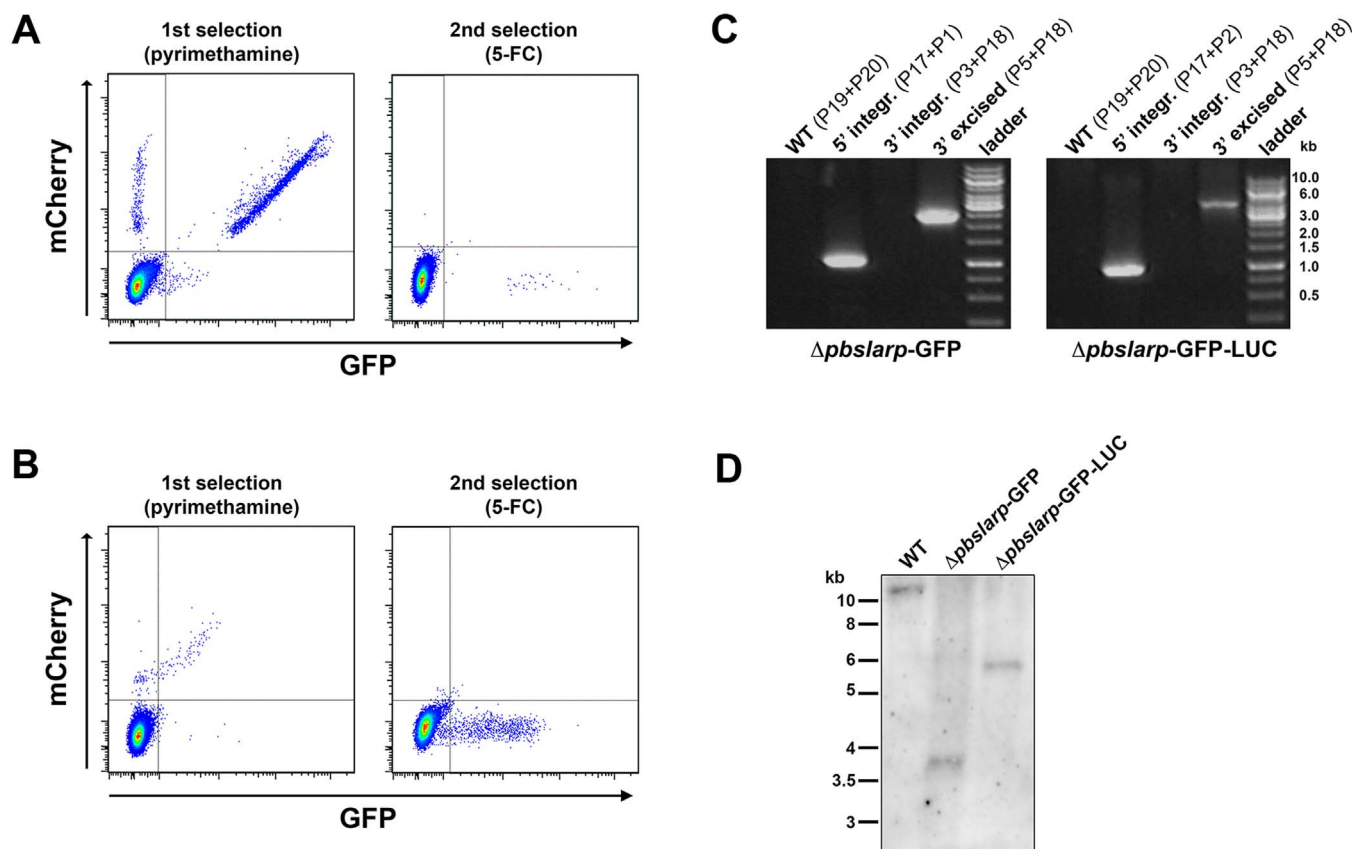 A
1st selection
(pyrimethamine)
2nd selection
(5-FC)
mCherry
GFP
B
1st selection
(pyrimethamine)
2nd selection
(5-FC)
mCherry
GFP
C
WT (P19+P20)
5' integr. (P17+P1)
3' integr. (P3+P18)
3' excised (P5+P18)
ladder
WT (P19+P20)
5' integr. (P17+P2)
3' integr. (P3+P18)
3' excised (P5+P18)
ladder
kb
10.0
6.0
3.0
2.0
1.5
1.0
0.5
Δpbslarp-GFP
Δpbslarp-GFP-LUC
D
WT
Δpbslarp-GFP
Δpbslarp-GFP-LUC
kb
10
8
6
5
4
3.5
3